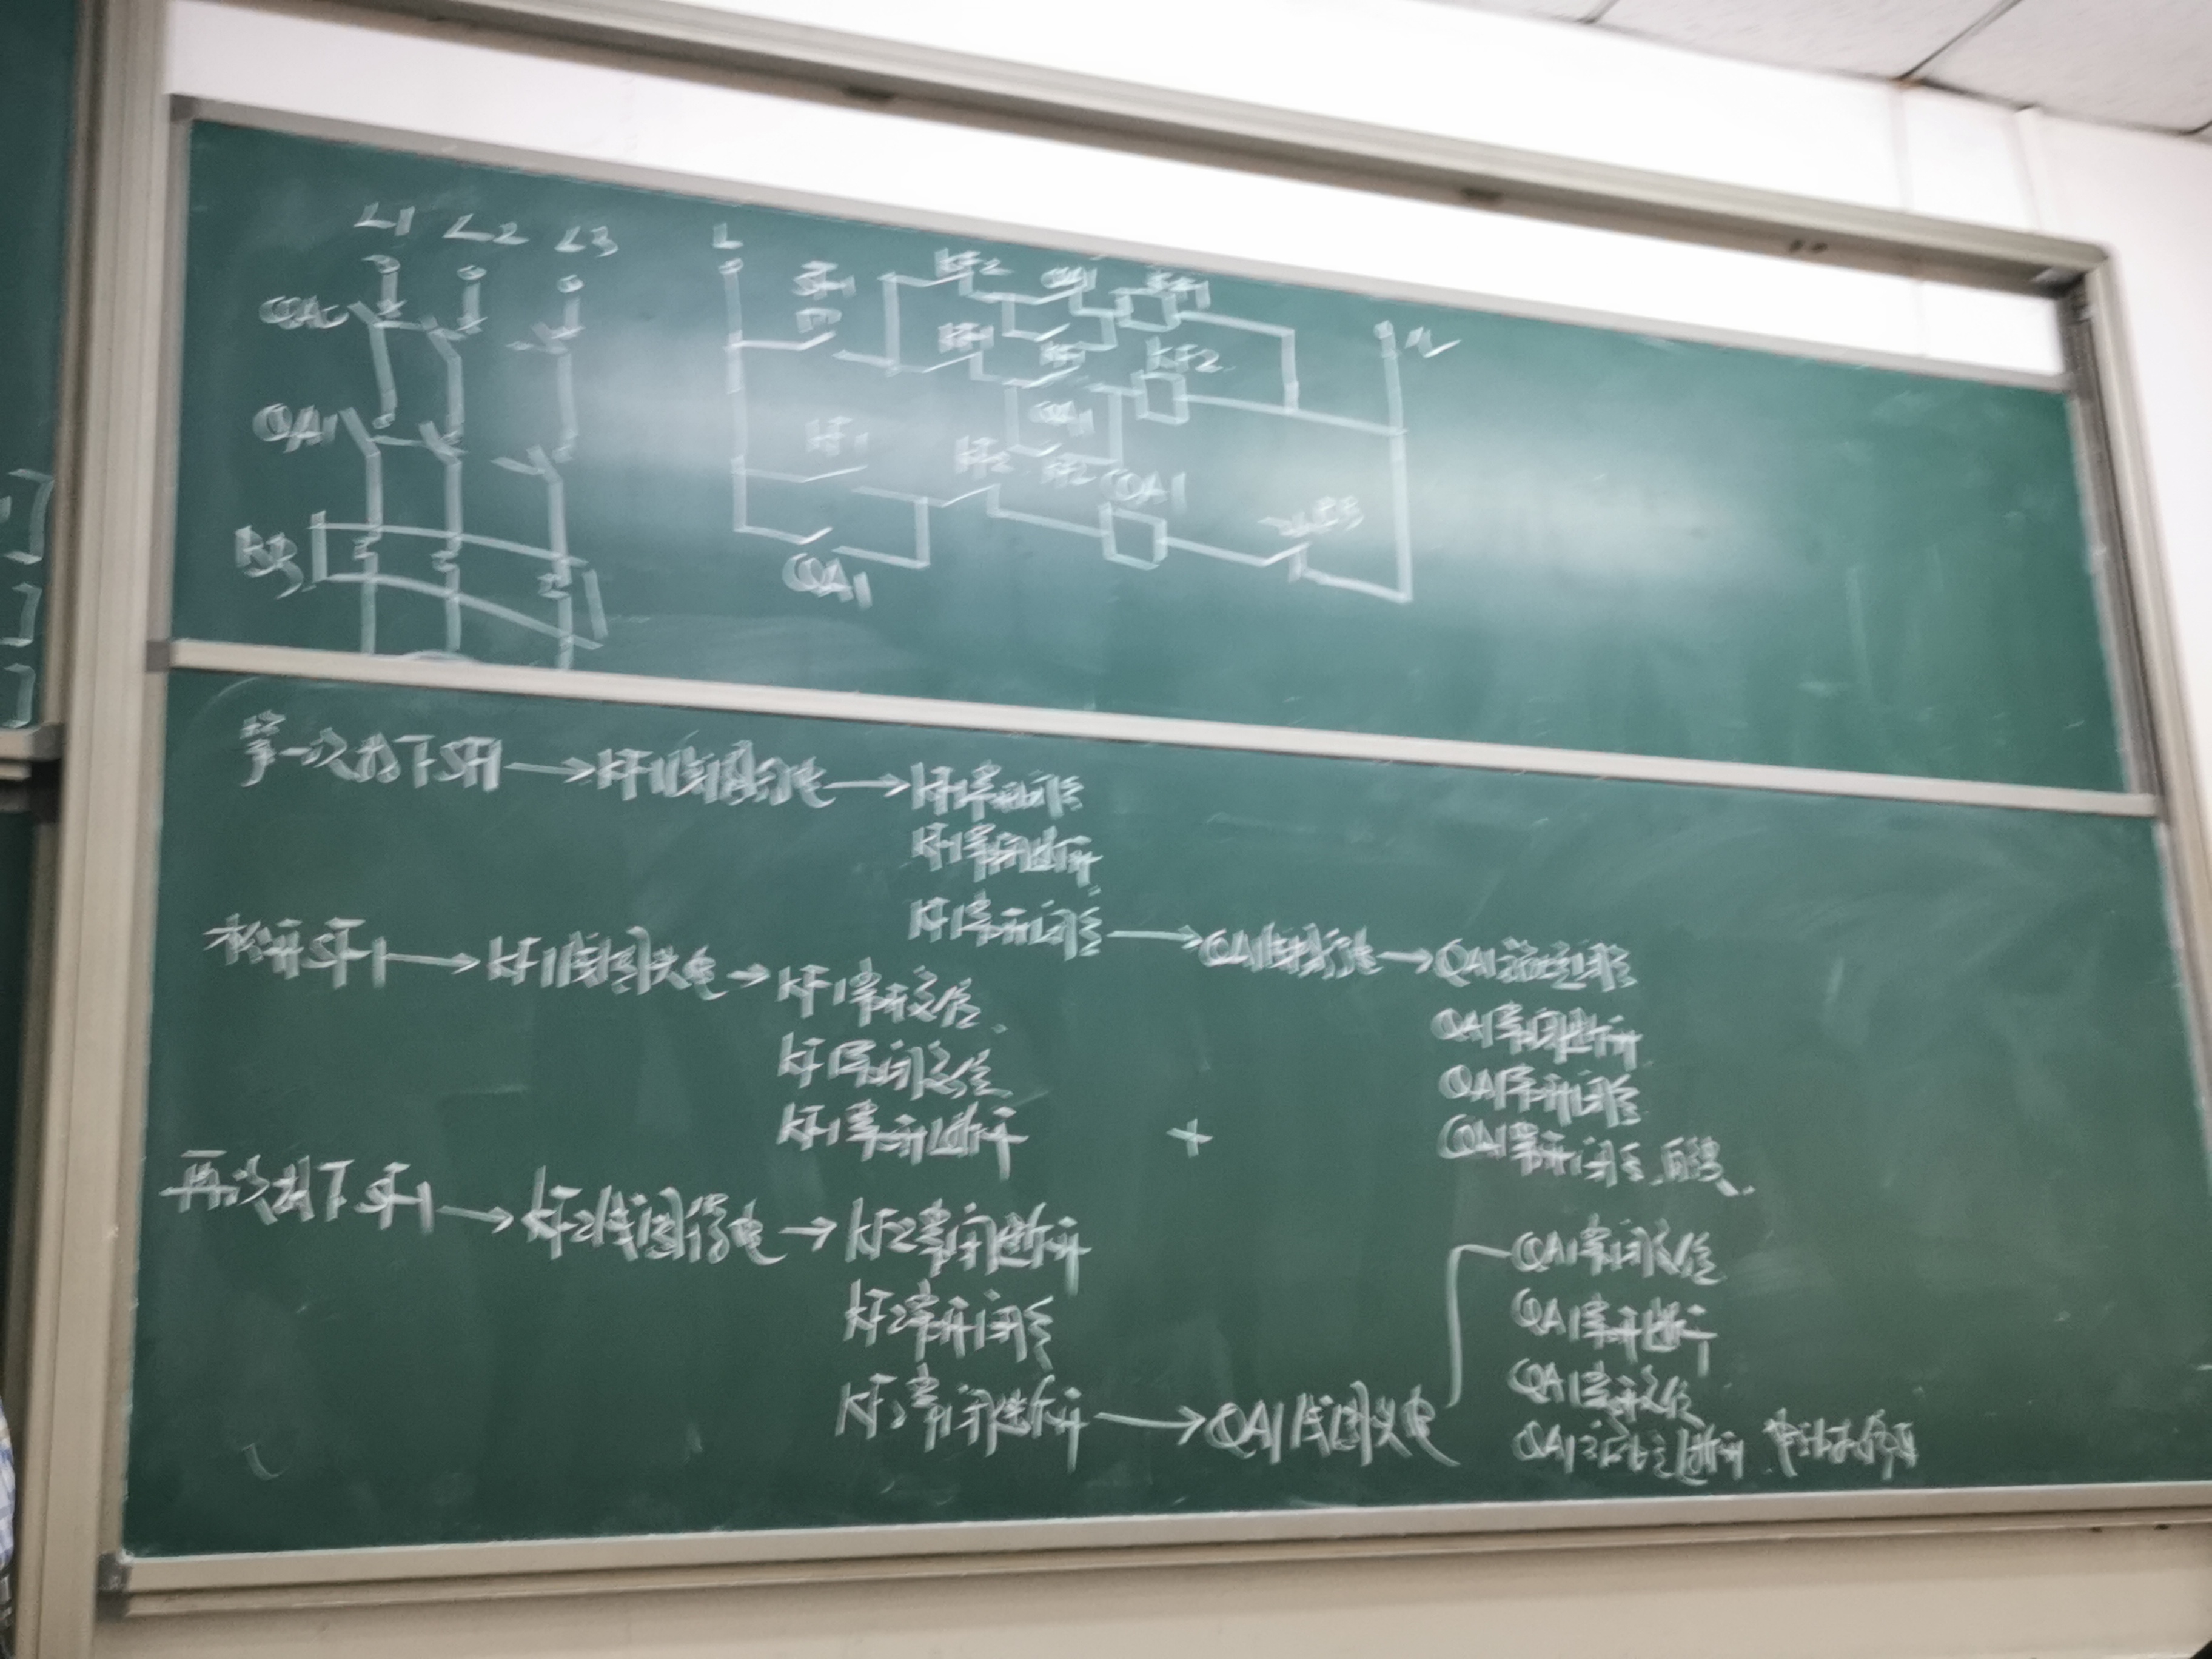 L1 L2 L3
QA0
QA1
L
SF1
KF2 QA1 KF1
KF1 KF1 KF2
QA1
KF1 KF2 KF2 QA1
QA1
N
第一次按下SF1→KF1线圈得电→KF1常开闭合
KF1常闭断开
KF1常开闭合→QA1线圈得电→QA1主触点闭合
松开SF1→KF1线圈失电→KF1常开复位
QA1常闭断开
KF1常闭复位
QA1常开闭合
KF1常开断开
+
QA1常开闭合,自锁.
再次按下SF1→KF2线圈得电→KF2常闭断开
QA1常闭复位
KF2常开闭合
QA1常开断开
KF2常闭断开→QA1线圈失电
QA1常开复位
QA1主触点断开